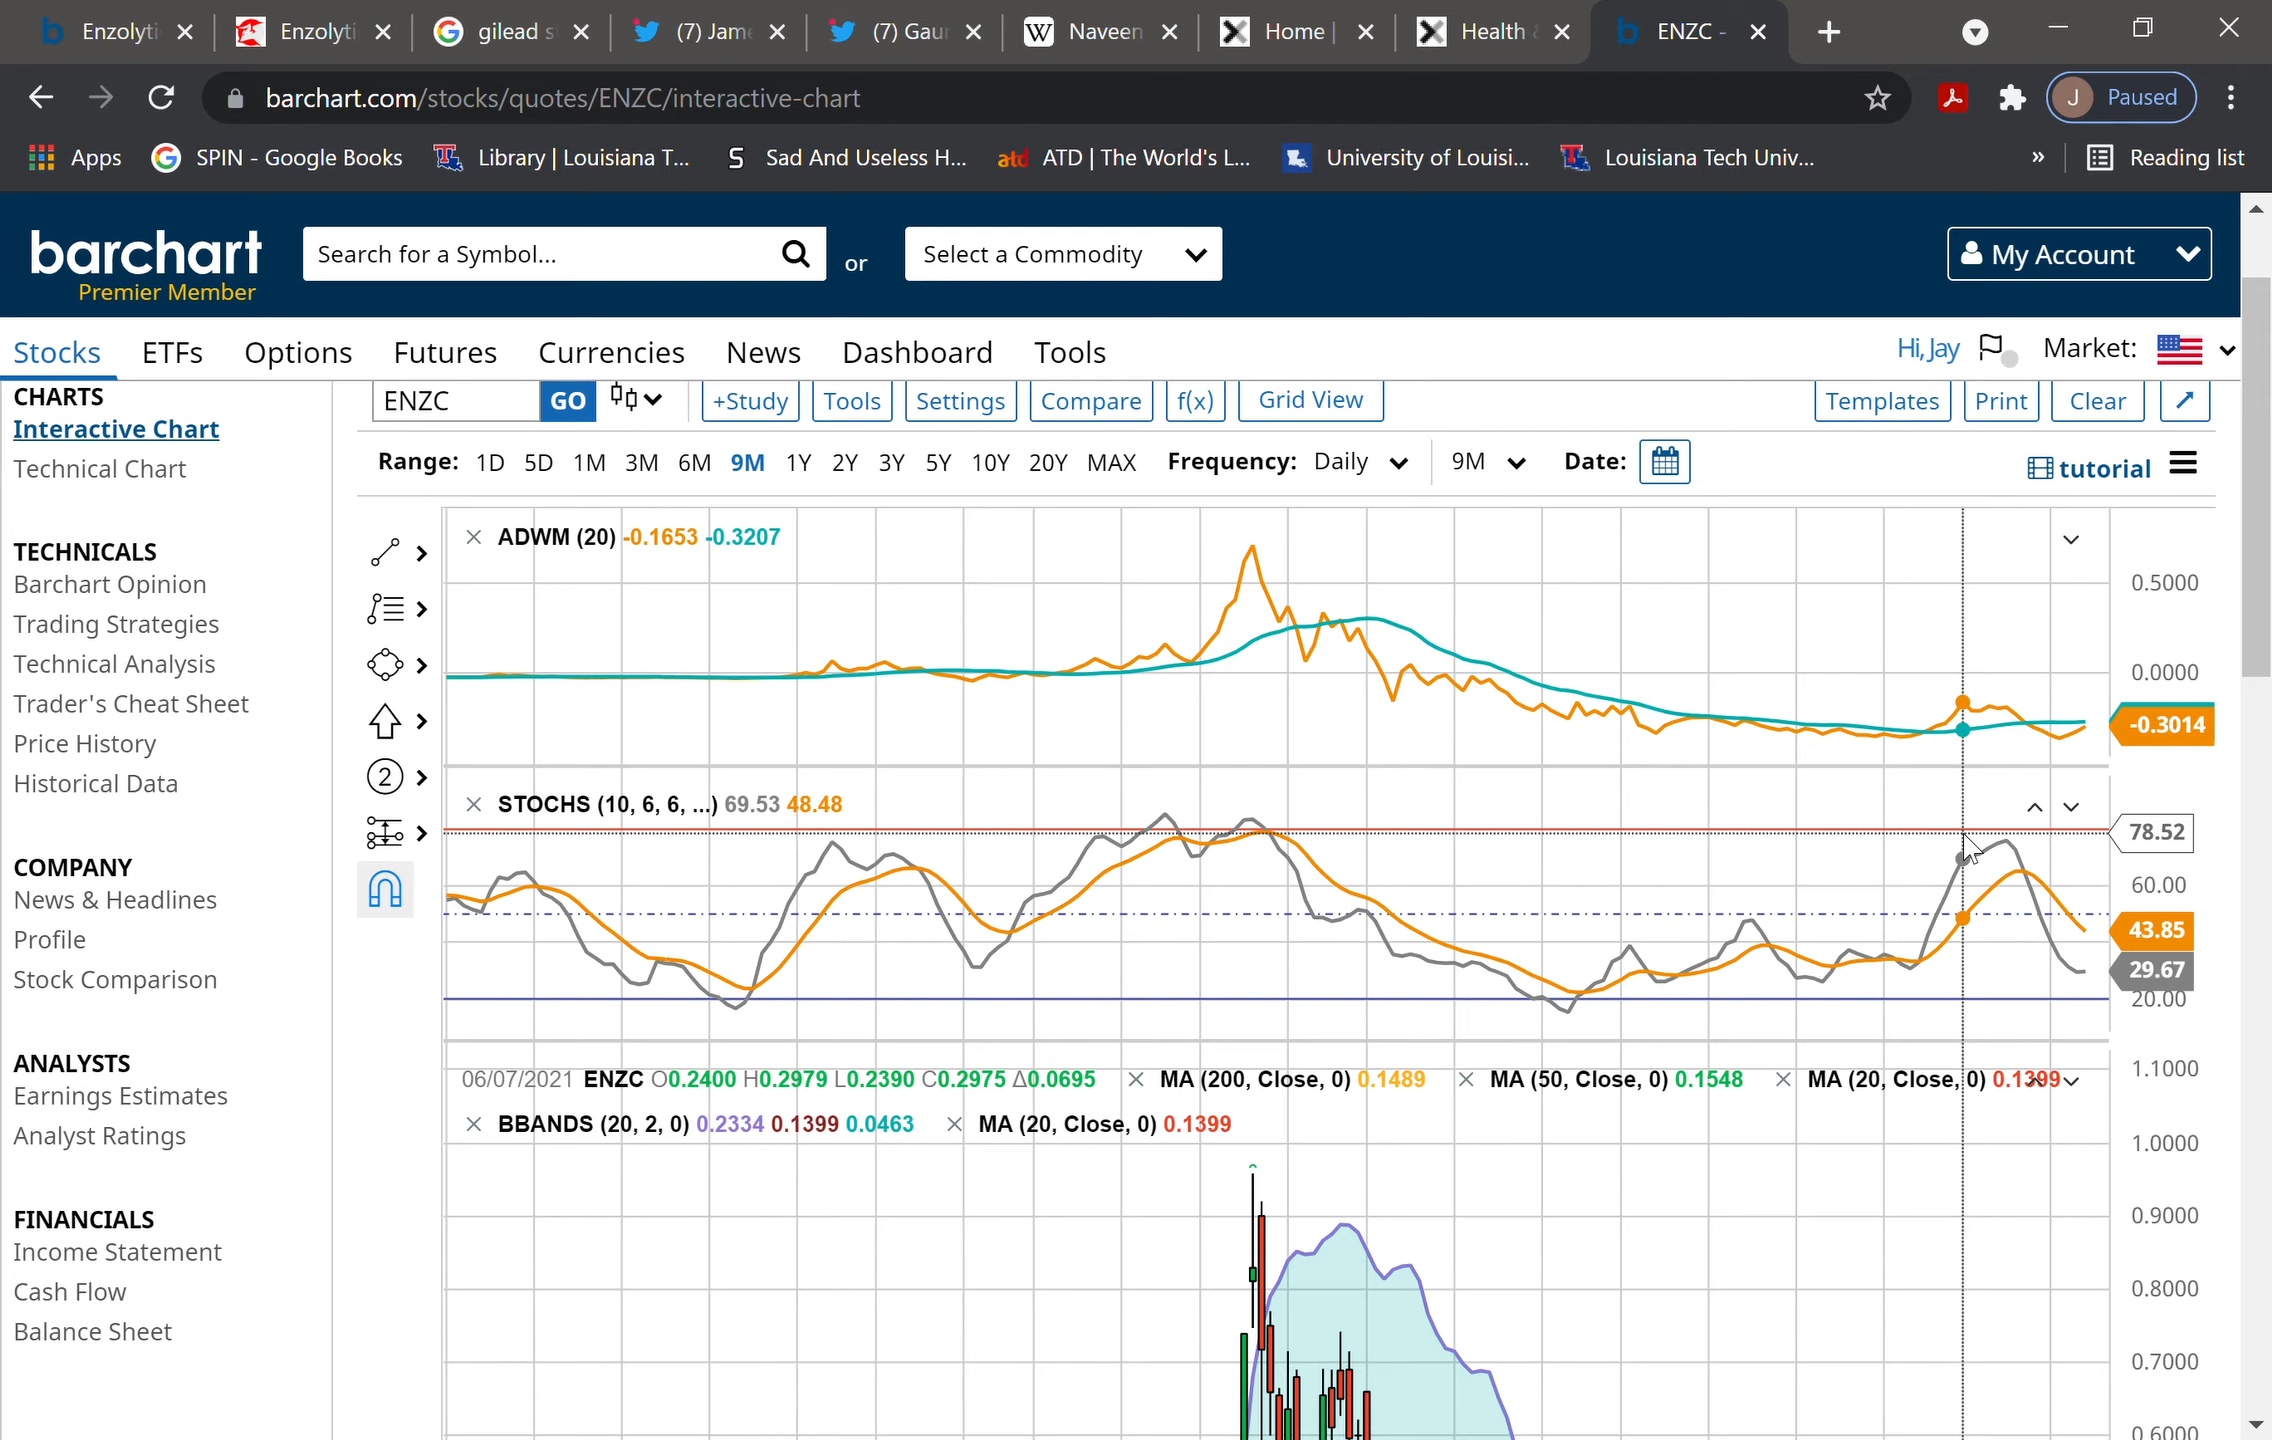 Enzolyti Enzolyti gilead s (7) Jame (7) Gau Naveen Home | Health ENZC -
barchart.com/stocks/quotes/ENZC/interactive-chart J Paused
Apps SPIN - Google Books Library | Louisiana T... S Sad And Useless H... atd ATD | The World's L... University of Louisi... Louisiana Tech Univ... » Reading list
barchart Search for a Symbol... or Select a Commodity My Account
Premier Member
Stocks ETFs Options Futures Currencies News Dashboard Tools Hi, Jay Market:
CHARTS
Interactive Chart
Technical Chart
TECHNICALS
Barchart Opinion
Trading Strategies
Technical Analysis
Trader's Cheat Sheet
Price History
Historical Data
COMPANY
News & Headlines
Profile
Stock Comparison
ANALYSTS
Earnings Estimates
Analyst Ratings
FINANCIALS
Income Statement
Cash Flow
Balance Sheet
ENZC GO +Study Tools Settings Compare f(x) Grid View Templates Print Clear
Range: 1D 5D 1M 3M 6M 9M 1Y 2Y 3Y 5Y 10Y 20Y MAX Frequency: Daily 9M Date: tutorial
ADWM (20) -0.1653 -0.3207
0.5000
0.0000
-0.3014
2
STOCHS (10, 6, 6, ...) 69.53 48.48
78.52
60.00
43.85
29.67
20.00
06/07/2021 ENZC O0.2400 H0.2979 L0.2390 C0.2975 Δ0.0695 MA (200, Close, 0) 0.1489 MA (50, Close, 0) 0.1548 MA (20, Close, 0) 0.1399
BBANDS (20, 2, 0) 0.2334 0.1399 0.0463 MA (20, Close, 0) 0.1399
1.1000
1.0000
0.9000
0.8000
0.7000
0.6000